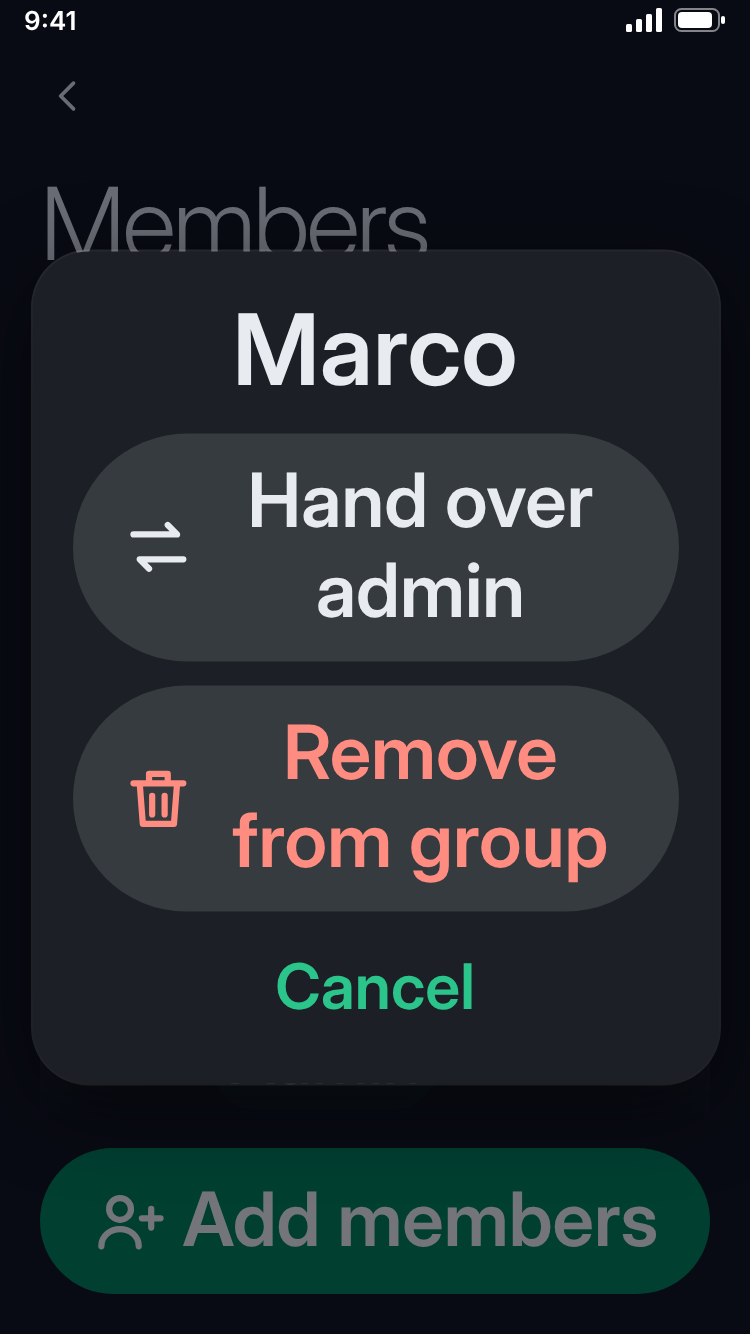 9:41
Members
Marco
Hand over
admin
Remove
from group
Cancel
Add members